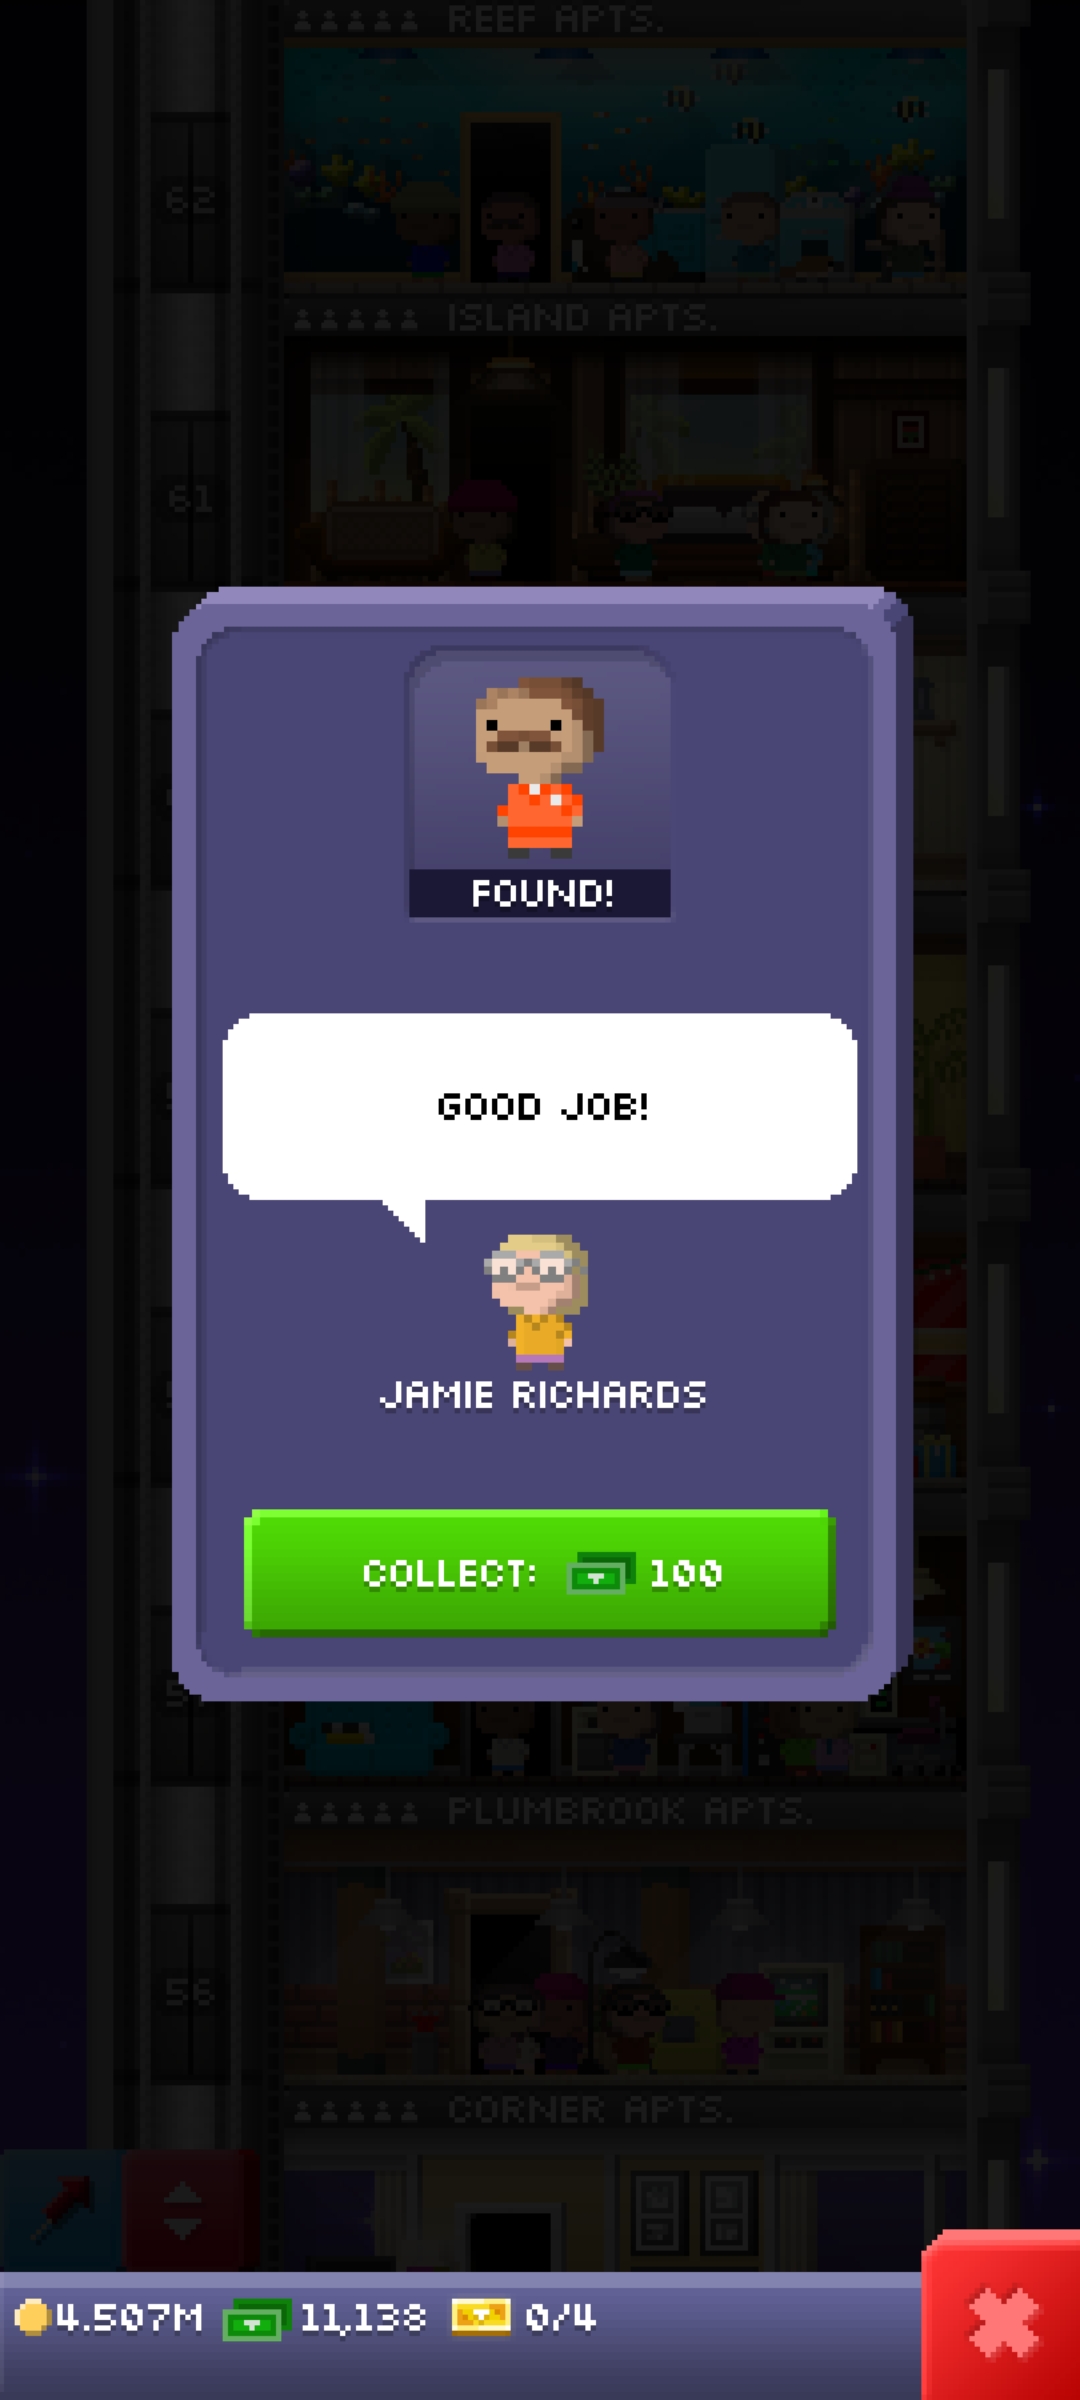 REEF APTS.
62
ISLAND APTS.
61
FOUND!
GOOD JOB!
JAMIE RICHARDS
COLLECT: 100
PLUMBROOK APTS.
56
CORNER APTS.
4.507M 11,138 0/4